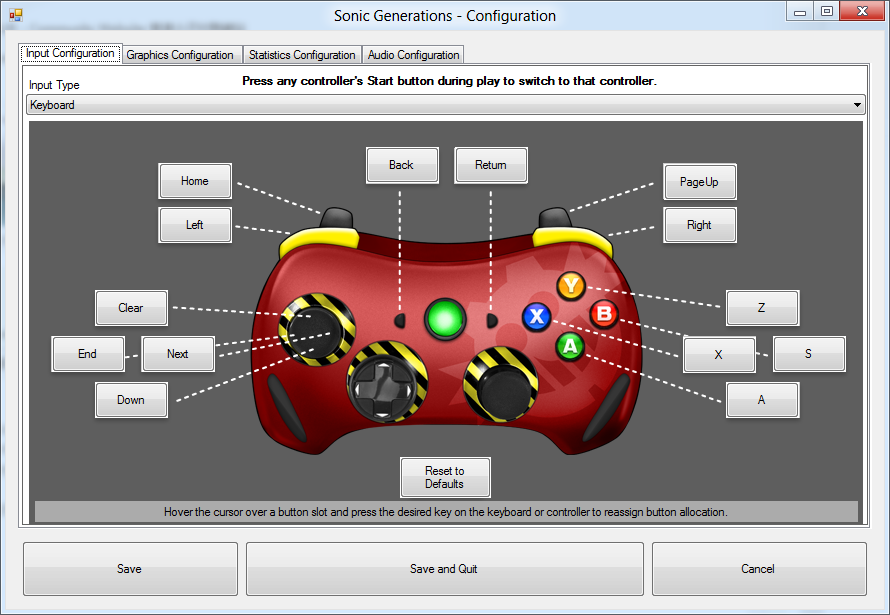 Sonic Generations - Configuration
Input Configuration
Graphics Configuration
Statistics Configuration
Audio Configuration
Press any controller's Start button during play to switch to that controller.
Input Type
Keyboard
Back
Return
Home
PageUp
Left
Right
Y
Clear
X
B
Z
A
End
Next
X
S
Down
A
Reset to
Defaults
Hover the cursor over a button slot and press the desired key on the keyboard or controller to reassign button allocation.
Save
Save and Quit
Cancel